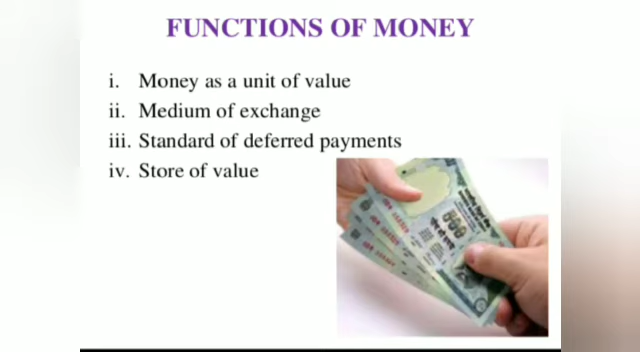 FUNCTIONS OF MONEY
i. Money as a unit of value
ii. Medium of exchange
iii. Standard of deferred payments
iv. Store of value